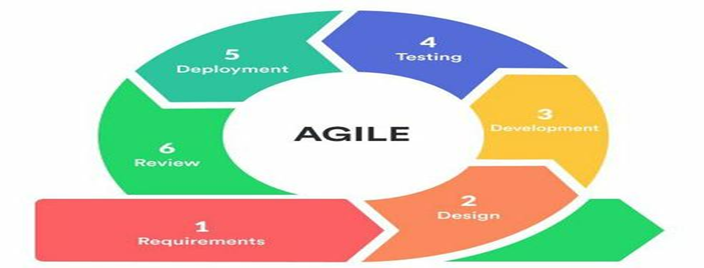 5
Deployment
4
Testing
3
Development
AGILE
6
Review
2
Design
1
Requirements